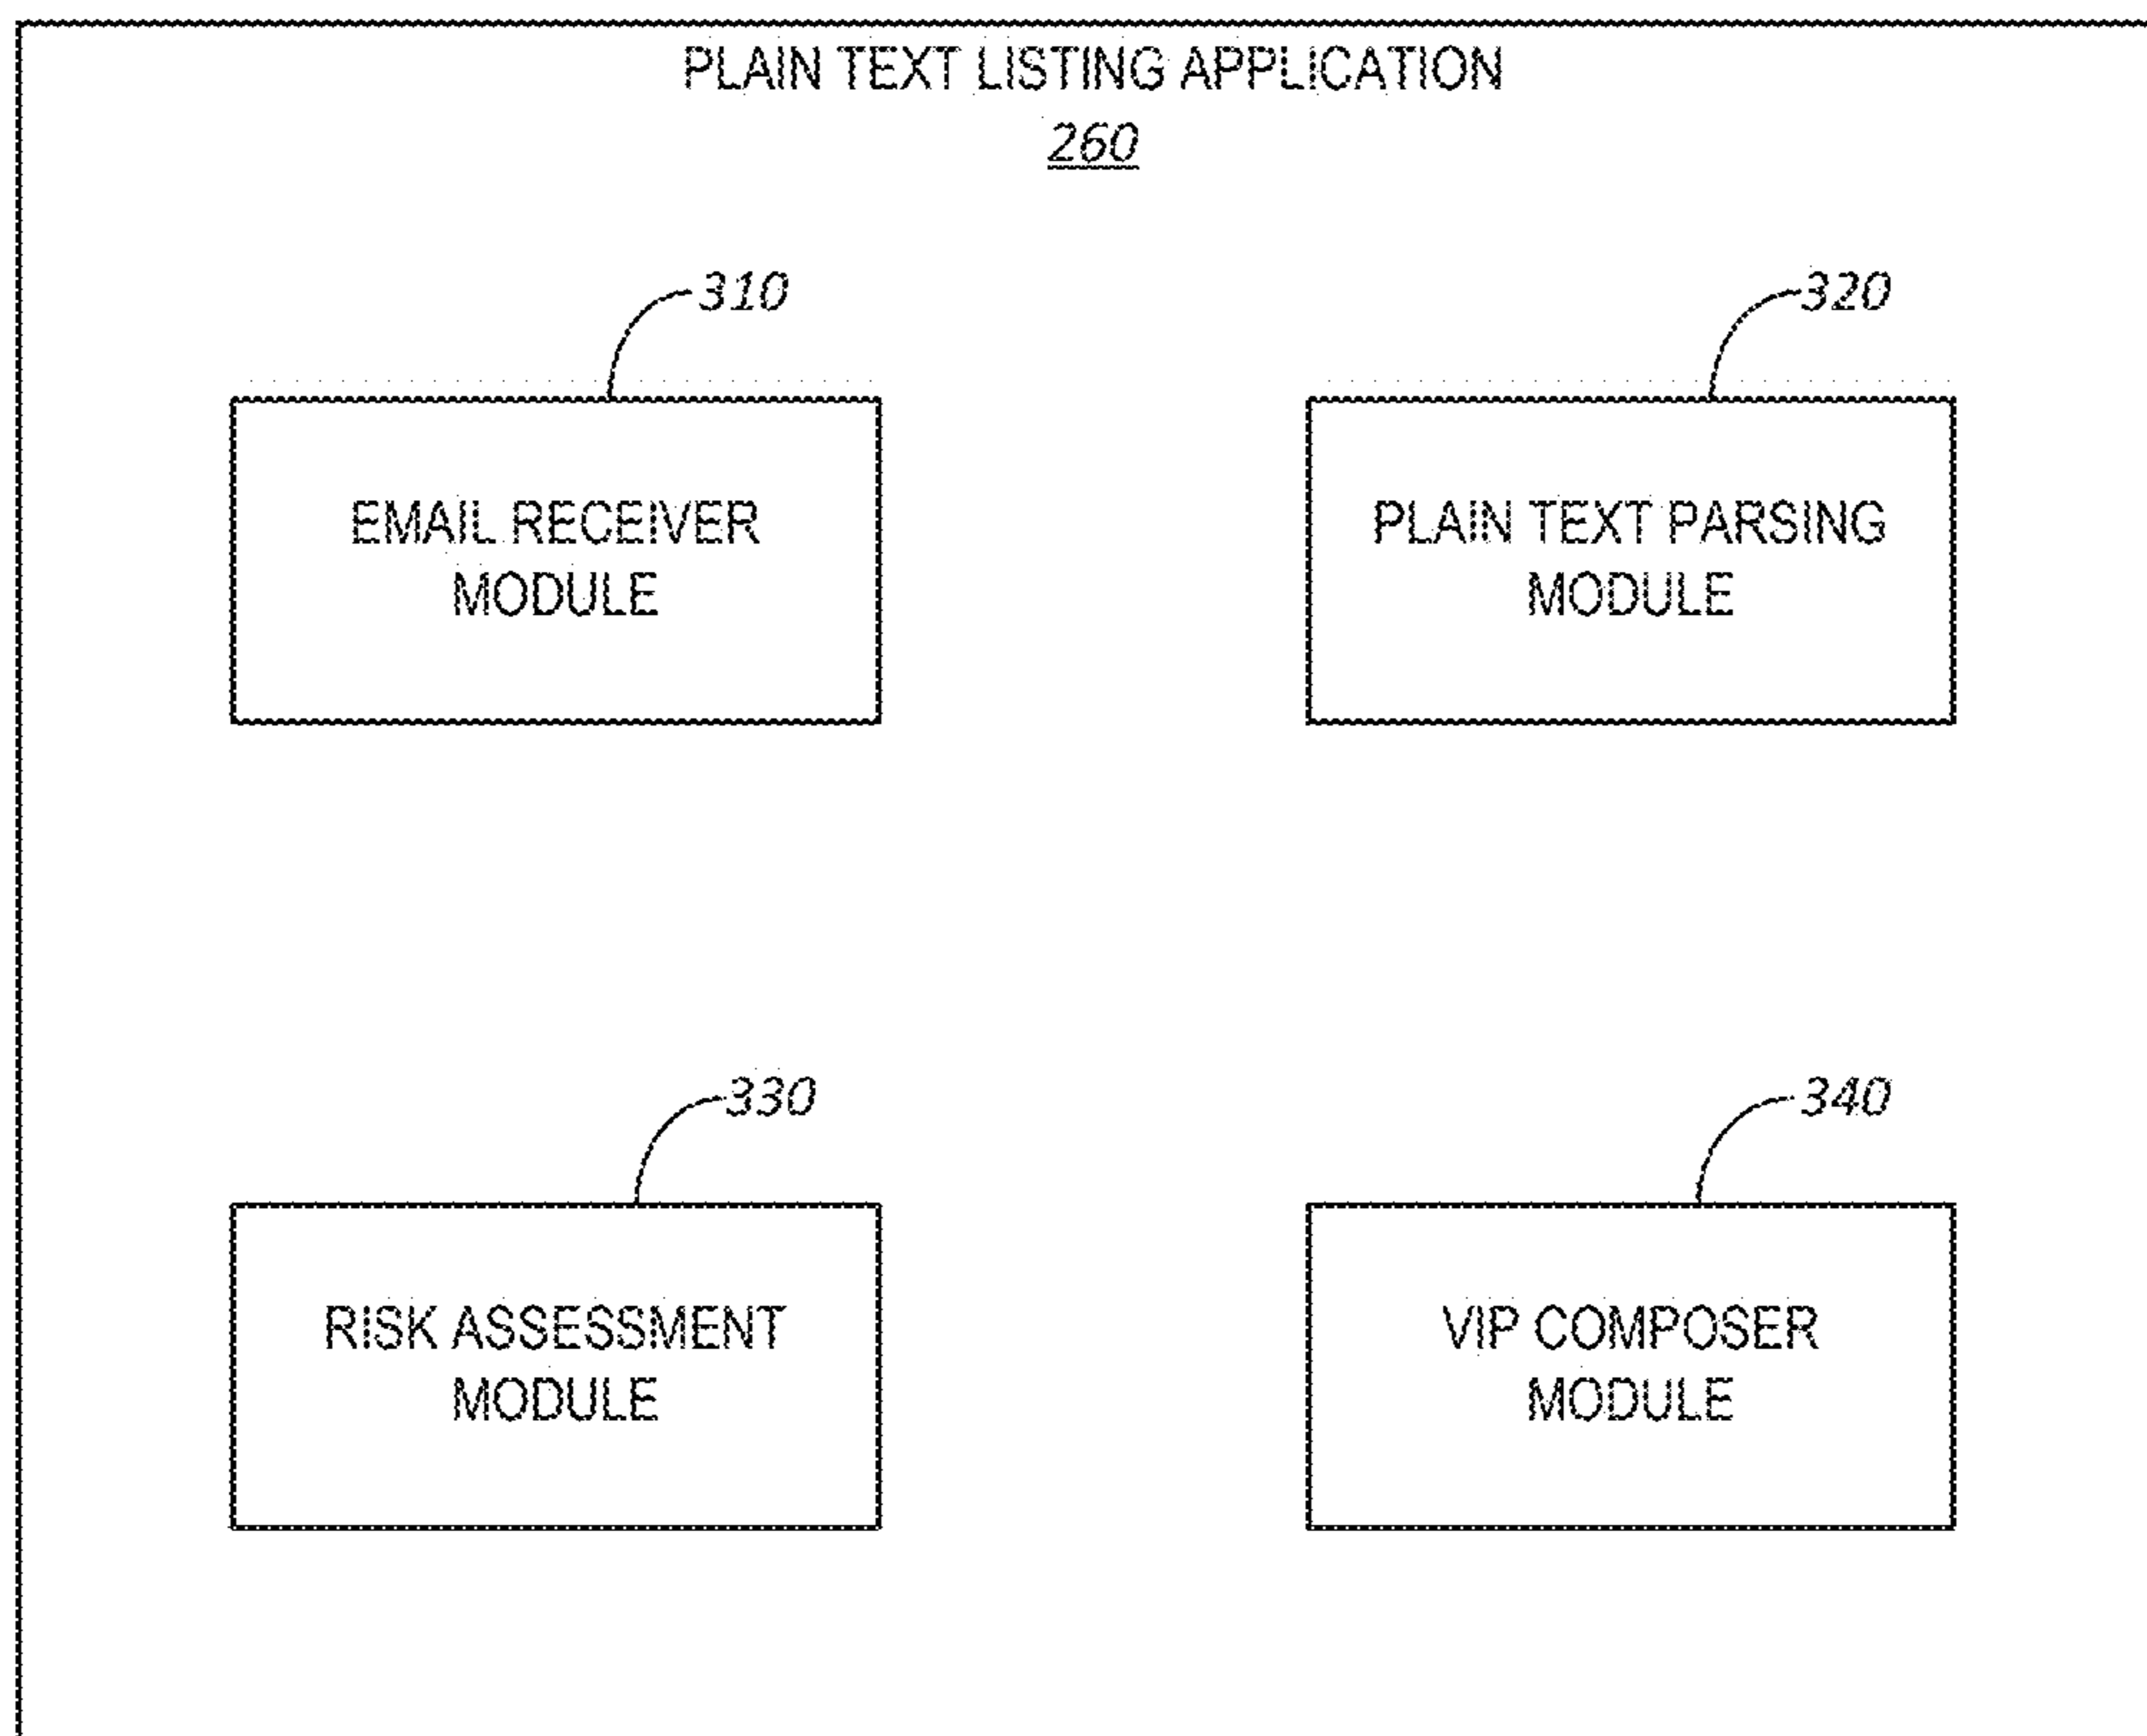 PLAIN TEXT LISTING APPLICATION
260
310
320
EMAIL RECEIVER
MODULE
PLAIN TEXT PARSING
MODULE
330
340
RISK ASSESSMENT
MODULE
VIP COMPOSER
MODULE